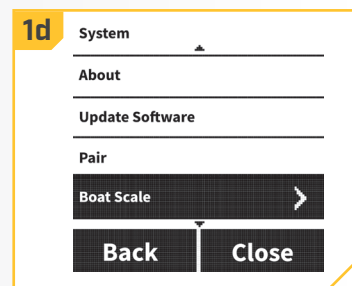 1d
System
About
Update Software
Pair
Boat Scale
Back Close